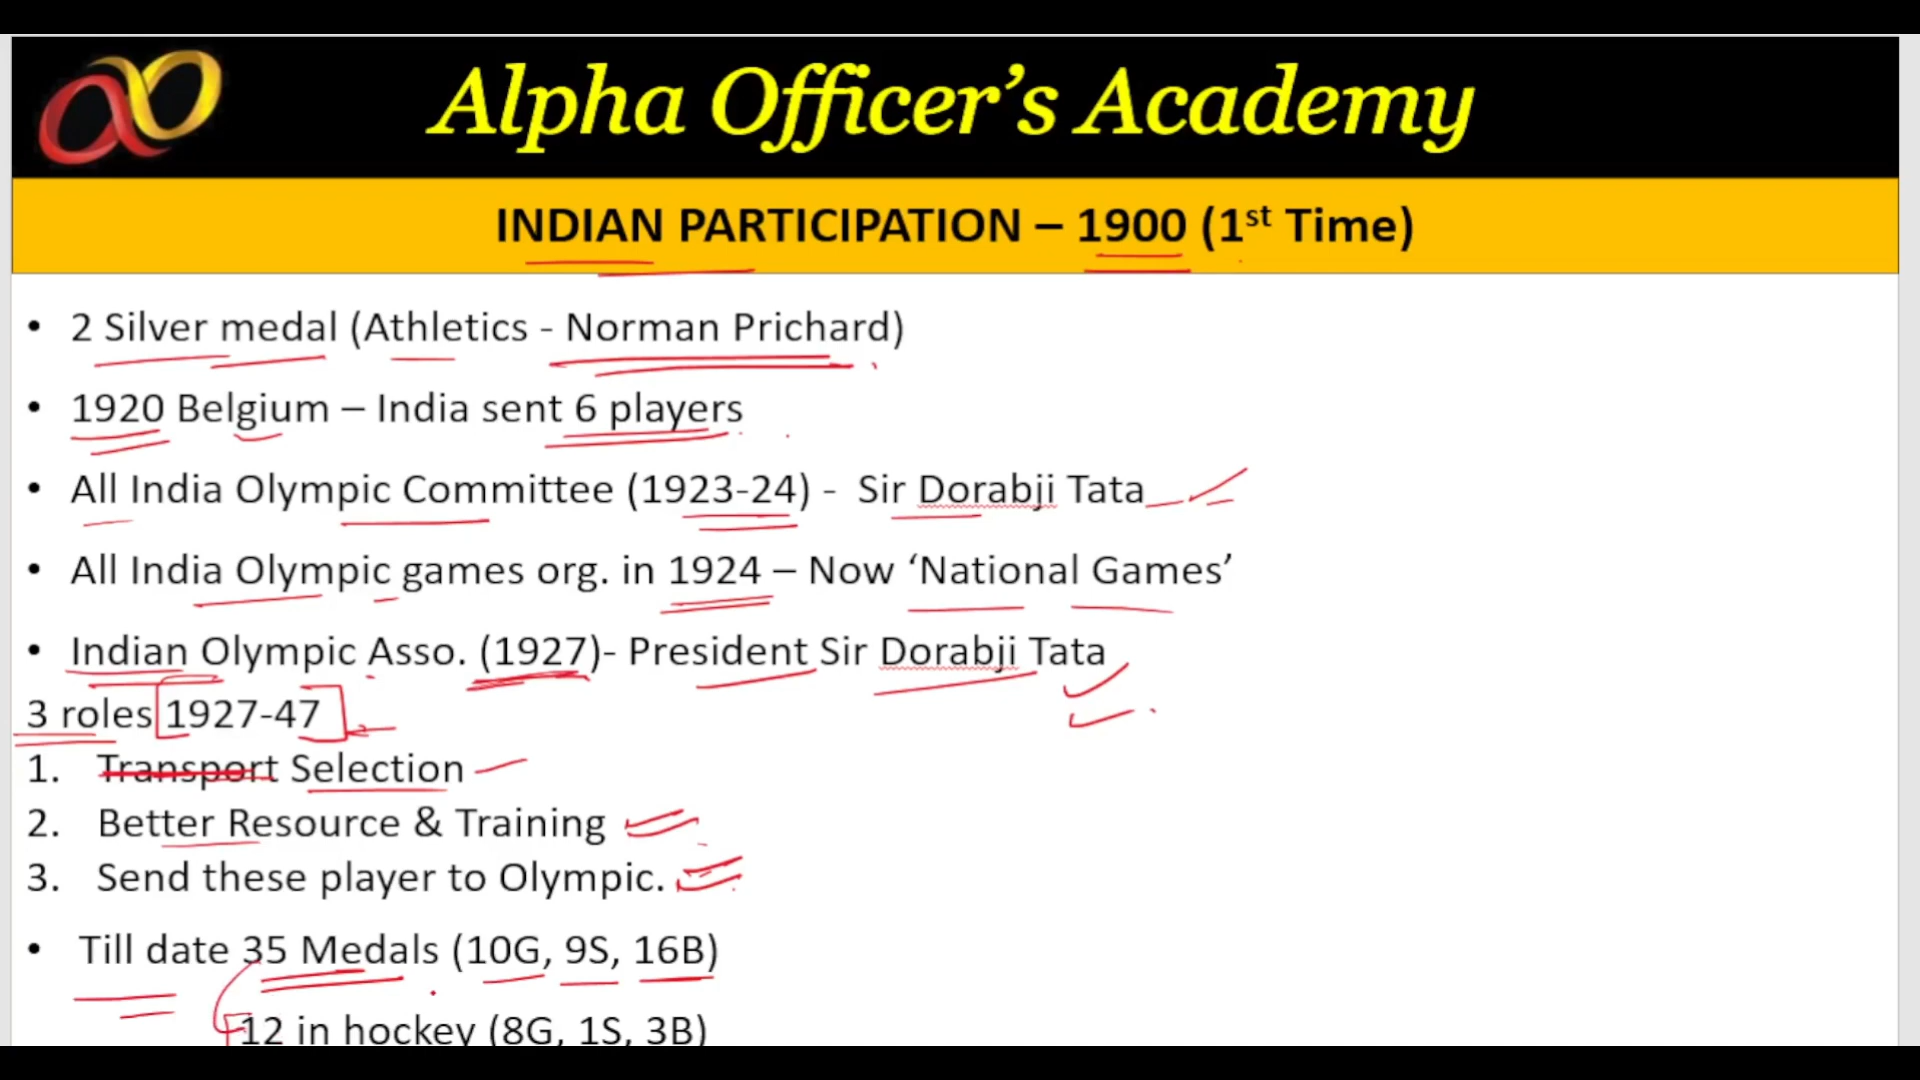 Alpha Officer’s Academy
INDIAN PARTICIPATION – 1900 (1st Time)
• 2 Silver medal (Athletics - Norman Prichard)
• 1920 Belgium – India sent 6 players
• All India Olympic Committee (1923-24) - Sir Dorabji Tata
• All India Olympic games org. in 1924 – Now ‘National Games’
• Indian Olympic Asso. (1927)- President Sir Dorabji Tata
3 roles 1927-47
1. Transport Selection
2. Better Resource & Training
3. Send these player to Olympic.
• Till date 35 Medals (10G, 9S, 16B)
12 in hockey (8G, 1S, 3B)